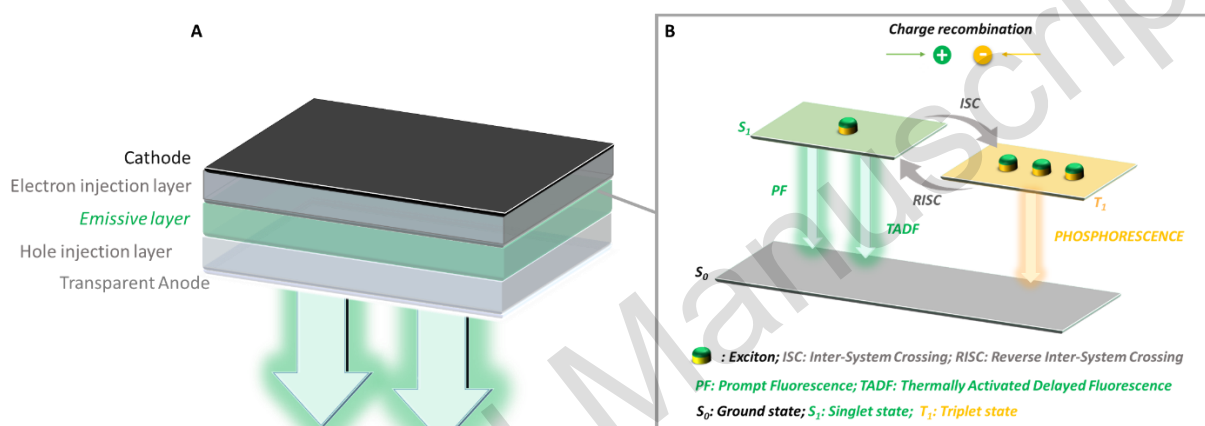 A
Cathode
Electron injection layer
Emissive layer
Hole injection layer
Transparent Anode
B
Charge recombination
+
-
ISC
S1
PF
TADF
RISC
T1
PHOSPHORESCENCE
S0
: Exciton; ISC: Inter-System Crossing; RISC: Reverse Inter-System Crossing
PF: Prompt Fluorescence; TADF: Thermally Activated Delayed Fluorescence
S0: Ground state; S1: Singlet state; T1: Triplet state
Manuscript